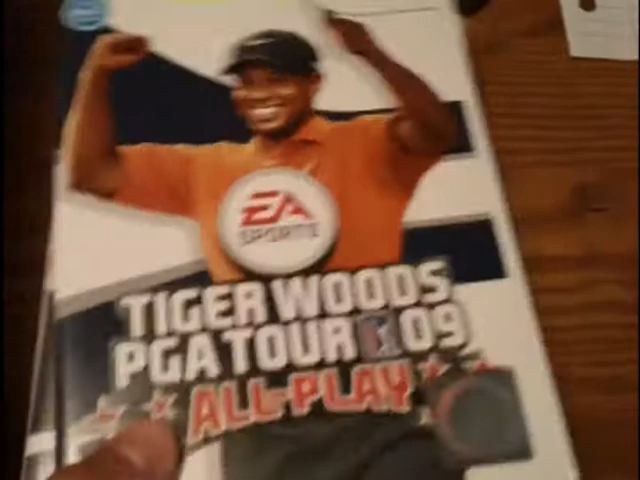 EA
SPORTS
TIGER WOODS
PGA TOUR 09
ALL-PLAY